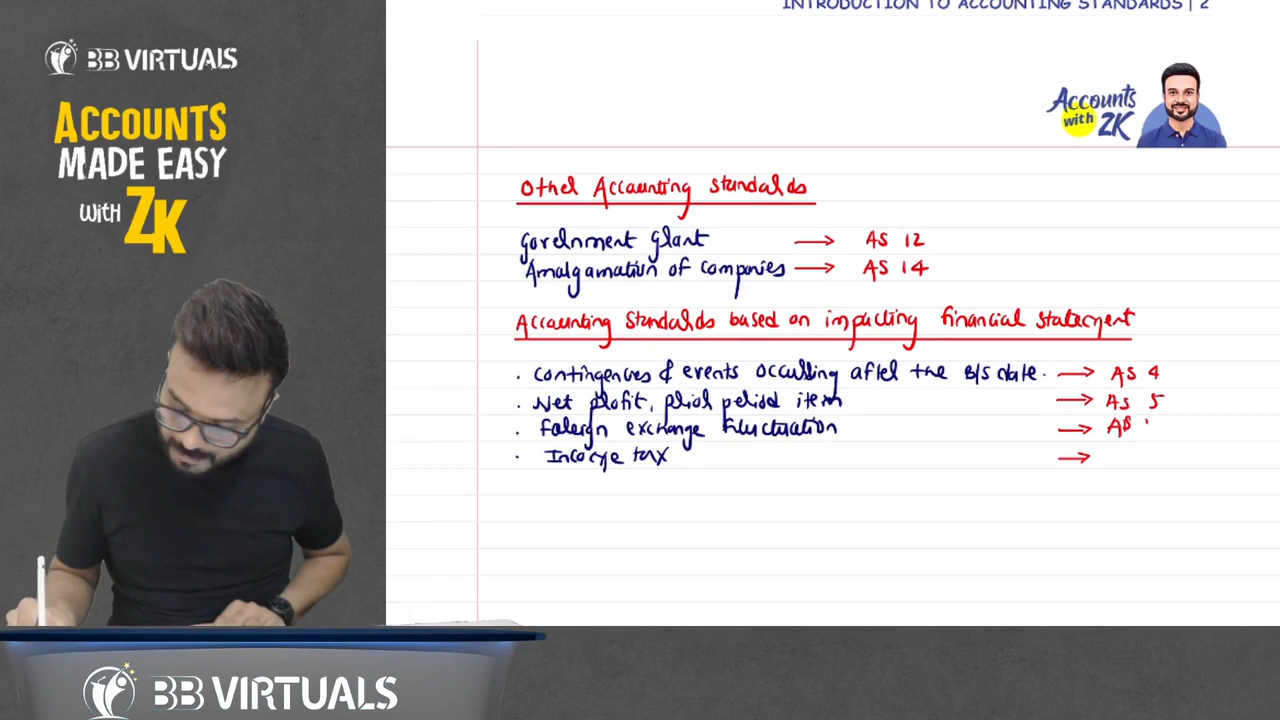 INTRODUCTION TO ACCOUNTING STANDARDS | 2
BB VIRTUALS
ACCOUNTS
MADE EASY
with ZK
Accounts
with ZK
Other Accounting Standards
Government Grant → AS 12
Amalgamation of companies → AS 14
Accounting Standards based on impacting financial statement
· Contingences & events occurring after the B/S date. → AS 4
· Net profit, prior period item → AS 5
· Foreign exchange fluctuation → AS
· Income tax →
BB VIRTUALS